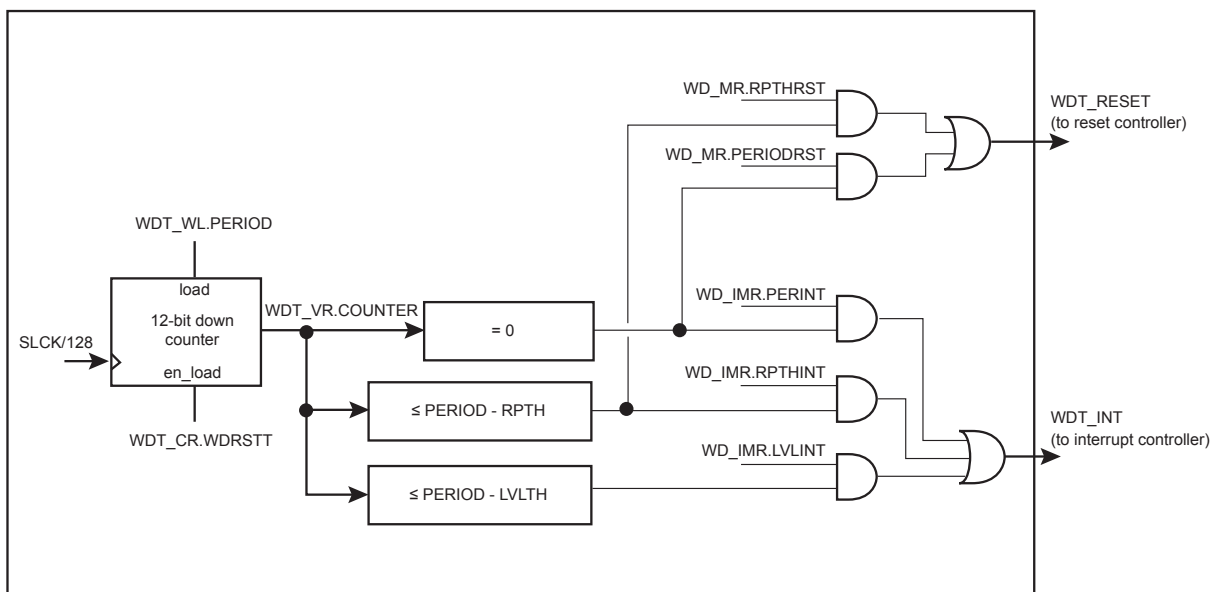 WD_MR.RPTHRST
WDT_RESET
(to reset controller)
WD_MR.PERIODRST
WDT_WL.PERIOD
load
12-bit down
counter
en_load
SLCK/128
WDT_CR.WDRSTT
WDT_VR.COUNTER
= 0
WD_IMR.PERINT
≤ PERIOD - RPTH
WD_IMR.RPTHINT
WDT_INT
(to interrupt controller)
WD_IMR.LVLINT
≤ PERIOD - LVLTH